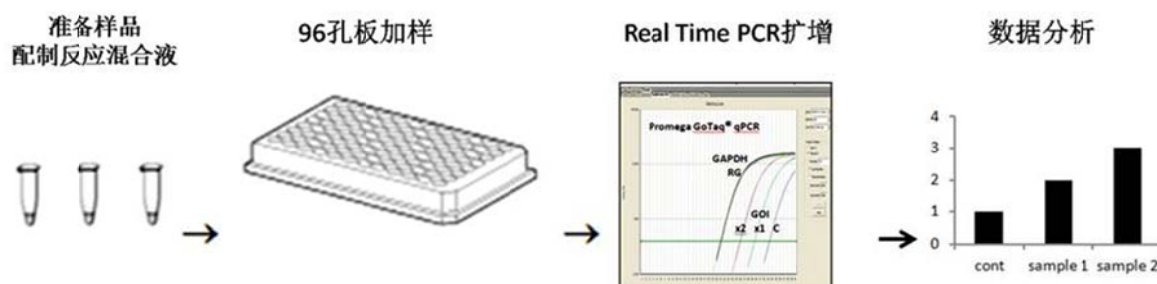 准备样品
配制反应混合液
96孔板加样
Real Time PCR扩增
数据分析
Promega GoTaq® qPCR
GAPDH
RG
GOI
x2 x1 C
4
3
2
1
0
cont sample 1 sample 2